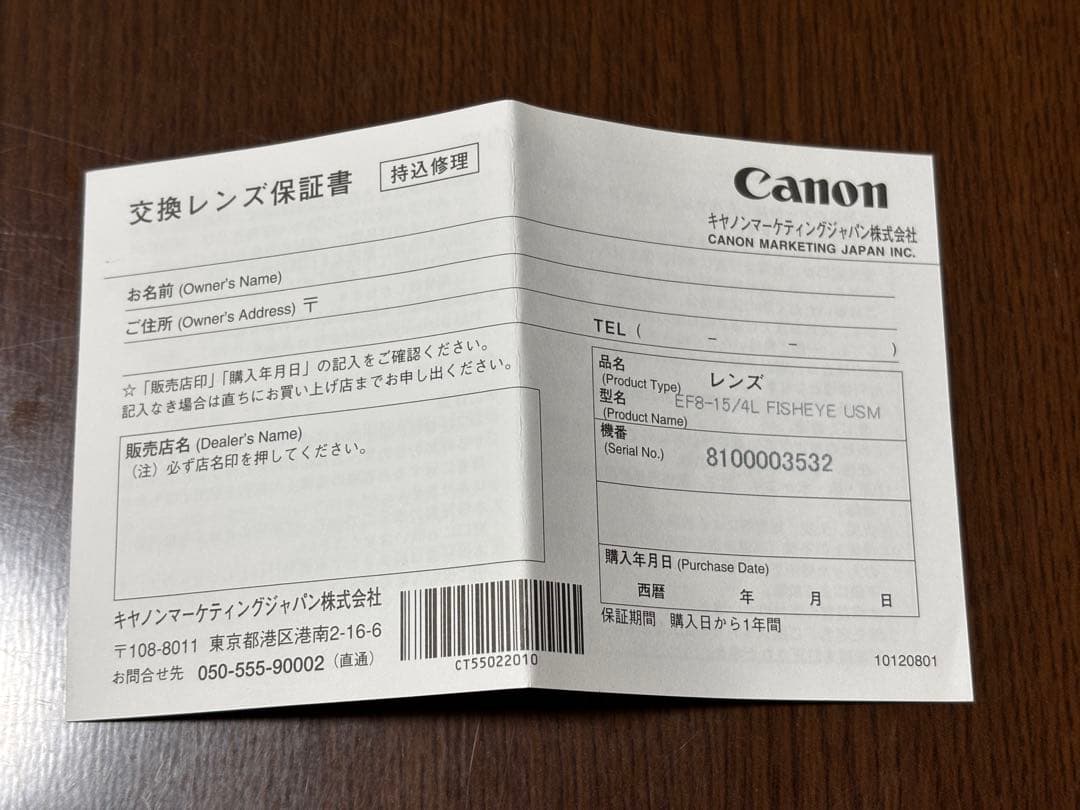 交換レンズ保証書 持込修理
Canon
キヤノンマーケティングジャパン株式会社
CANON MARKETING JAPAN INC.
お名前 (Owner's Name)
ご住所 (Owner's Address) 〒
TEL ( － － )
☆「販売店印」「購入年月日」の記入をご確認ください。
記入なき場合は直ちにお買い上げ店までお申し出ください。
販売店名 (Dealer's Name)
（注）必ず店名印を押してください。
品名
(Product Type) レンズ
型名
(Product Name) EF8-15/4L FISHEYE USM
機番
(Serial No.) 8100003532
購入年月日 (Purchase Date)
西暦 年 月 日
保証期間 購入日から1年間
キヤノンマーケティングジャパン株式会社
〒108-8011 東京都港区港南2-16-6
お問合せ先 050-555-90002（直通）
CT55022010
10120801